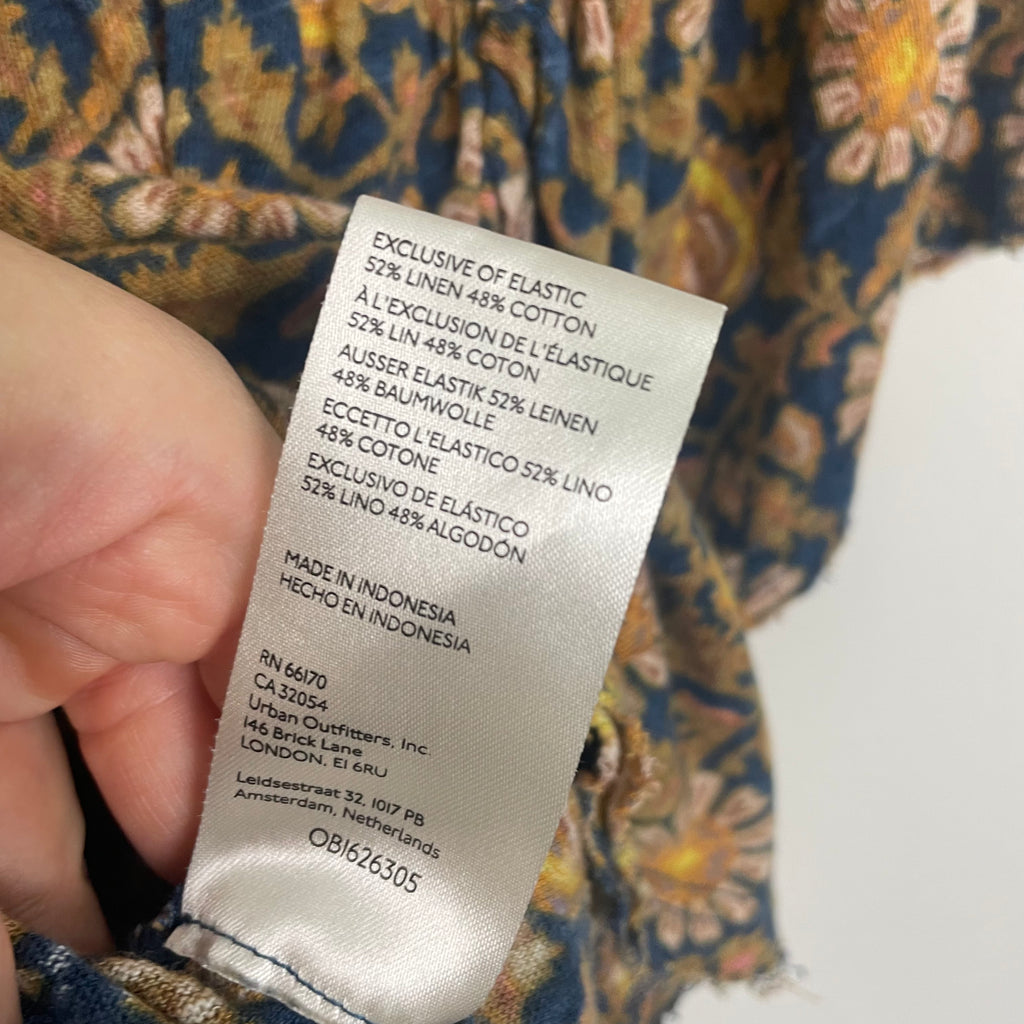 EXCLUSIVE OF ELASTIC
52% LINEN 48% COTTON
À L'EXCLUSION DE L'ÉLASTIQUE
52% LIN 48% COTON
AUSSER ELASTIK 52% LEINEN
48% BAUMWOLLE
ECCETTO L'ELASTICO 52% LINO
48% COTONE
EXCLUSIVO DE ELÁSTICO
52% LINO 48% ALGODÓN
MADE IN INDONESIA
HECHO EN INDONESIA
RN 66170
CA 32054
Urban Outfitters, Inc.
146 Brick Lane
LONDON, E1 6RU
Leidsestraat 32, 1017 PB
Amsterdam, Netherlands
OB1626305